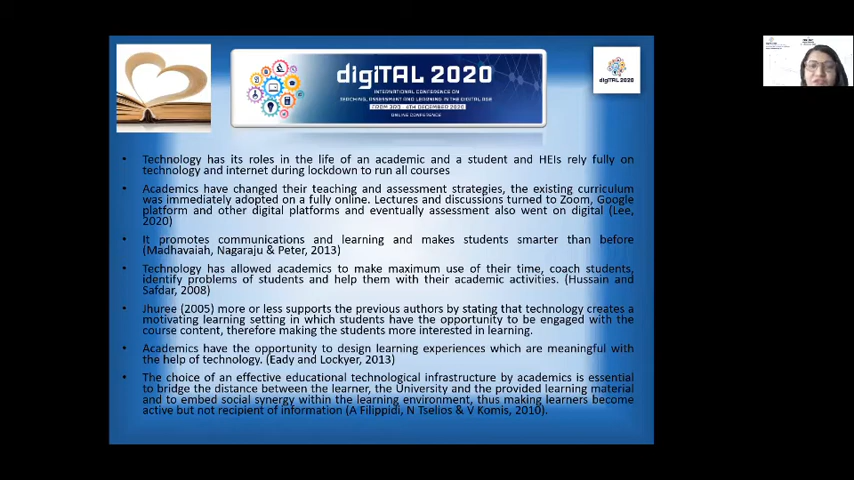 digiTAL 2020
INTERNATIONAL CONFERENCE ON
TEACHING, ASSESSMENT AND LEARNING IN THE DIGITAL AGE
FROM 3RD - 4TH DECEMBER 2020
ONLINE CONFERENCE
digiTAL 2020
• Technology has its roles in the life of an academic and a student and HEIs rely fully on
technology and internet during lockdown to run all courses
• Academics have changed their teaching and assessment strategies, the existing curriculum
was immediately adopted on a fully online. Lectures and discussions turned to Zoom, Google
platform and other digital platforms and eventually assessment also went on digital (Lee,
2020)
• It promotes communications and learning and makes students smarter than before
(Madhavaiah, Nagaraju & Peter, 2013)
• Technology has allowed academics to make maximum use of their time, coach students,
identify problems of students and help them with their academic activities. (Hussain and
Safdar, 2008)
• Jhuree (2005) more or less supports the previous authors by stating that technology creates a
motivating learning setting in which students have the opportunity to be engaged with the
course content, therefore making the students more interested in learning.
• Academics have the opportunity to design learning experiences which are meaningful with
the help of technology. (Eady and Lockyer, 2013)
• The choice of an effective educational technological infrastructure by academics is essential
to bridge the distance between the learner, the University and the provided learning material
and to embed social synergy within the learning environment, thus making learners become
active but not recipient of information (A Filippidi, N Tselios & V Komis, 2010).